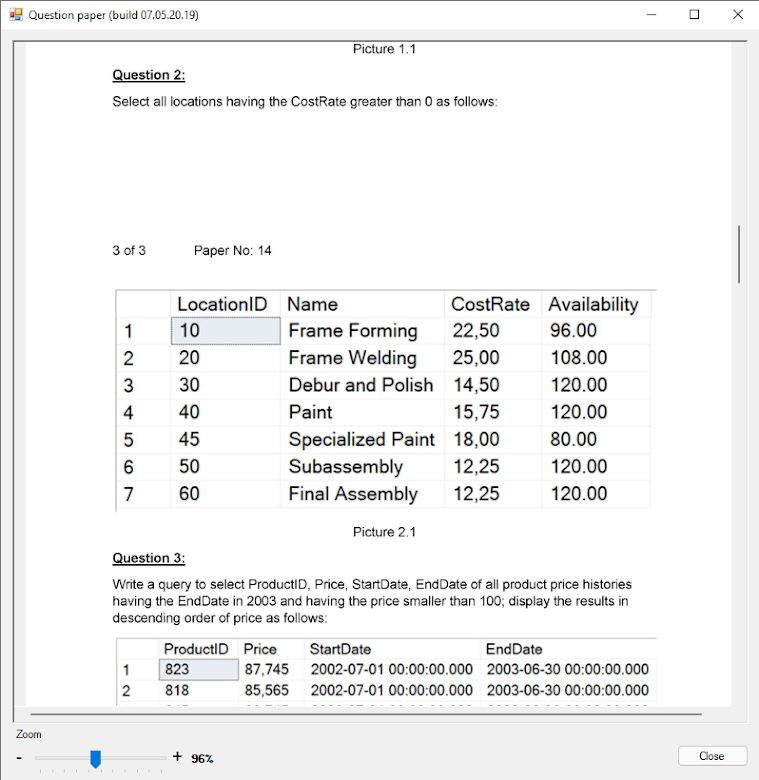 Question paper (build 07.05.20.19)
Picture 1.1
Question 2:
Select all locations having the CostRate greater than 0 as follows:
3 of 3 Paper No: 14
LocationID Name CostRate Availability
1 10 Frame Forming 22,50 96.00
2 20 Frame Welding 25,00 108.00
3 30 Debur and Polish 14,50 120.00
4 40 Paint 15,75 120.00
5 45 Specialized Paint 18,00 80.00
6 50 Subassembly 12,25 120.00
7 60 Final Assembly 12,25 120.00
Picture 2.1
Question 3:
Write a query to select ProductID, Price, StartDate, EndDate of all product price histories
having the EndDate in 2003 and having the price smaller than 100; display the results in
descending order of price as follows:
ProductID Price StartDate EndDate
1 823 87,745 2002-07-01 00:00:00.000 2003-06-30 00:00:00.000
2 818 85,565 2002-07-01 00:00:00.000 2003-06-30 00:00:00.000
Zoom
- + 96%
Close